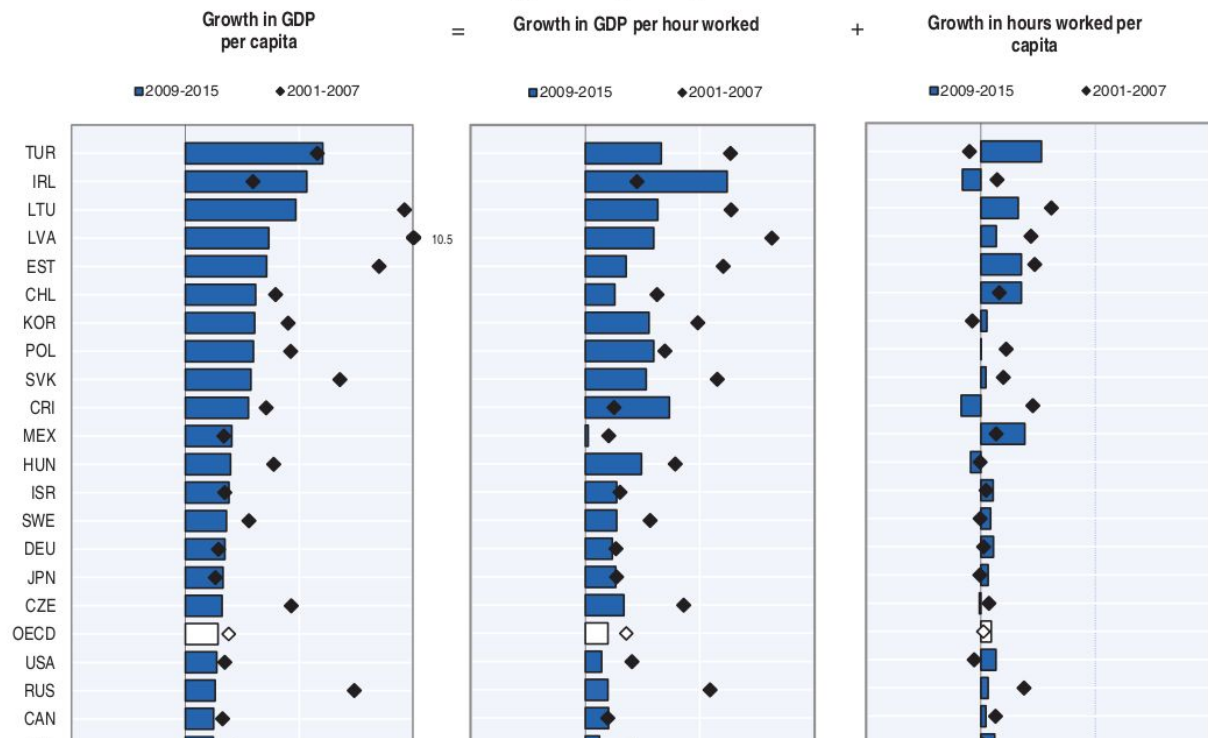 Growth in GDP
per capita
=
Growth in GDP per hour worked
+
Growth in hours worked per
capita
2009-2015 2001-2007
2009-2015 2001-2007
2009-2015 2001-2007
TUR
IRL
LTU
LVA 10.5
EST
CHL
KOR
POL
SVK
CRI
MEX
HUN
ISR
SWE
DEU
JPN
CZE
OECD
USA
RUS
CAN